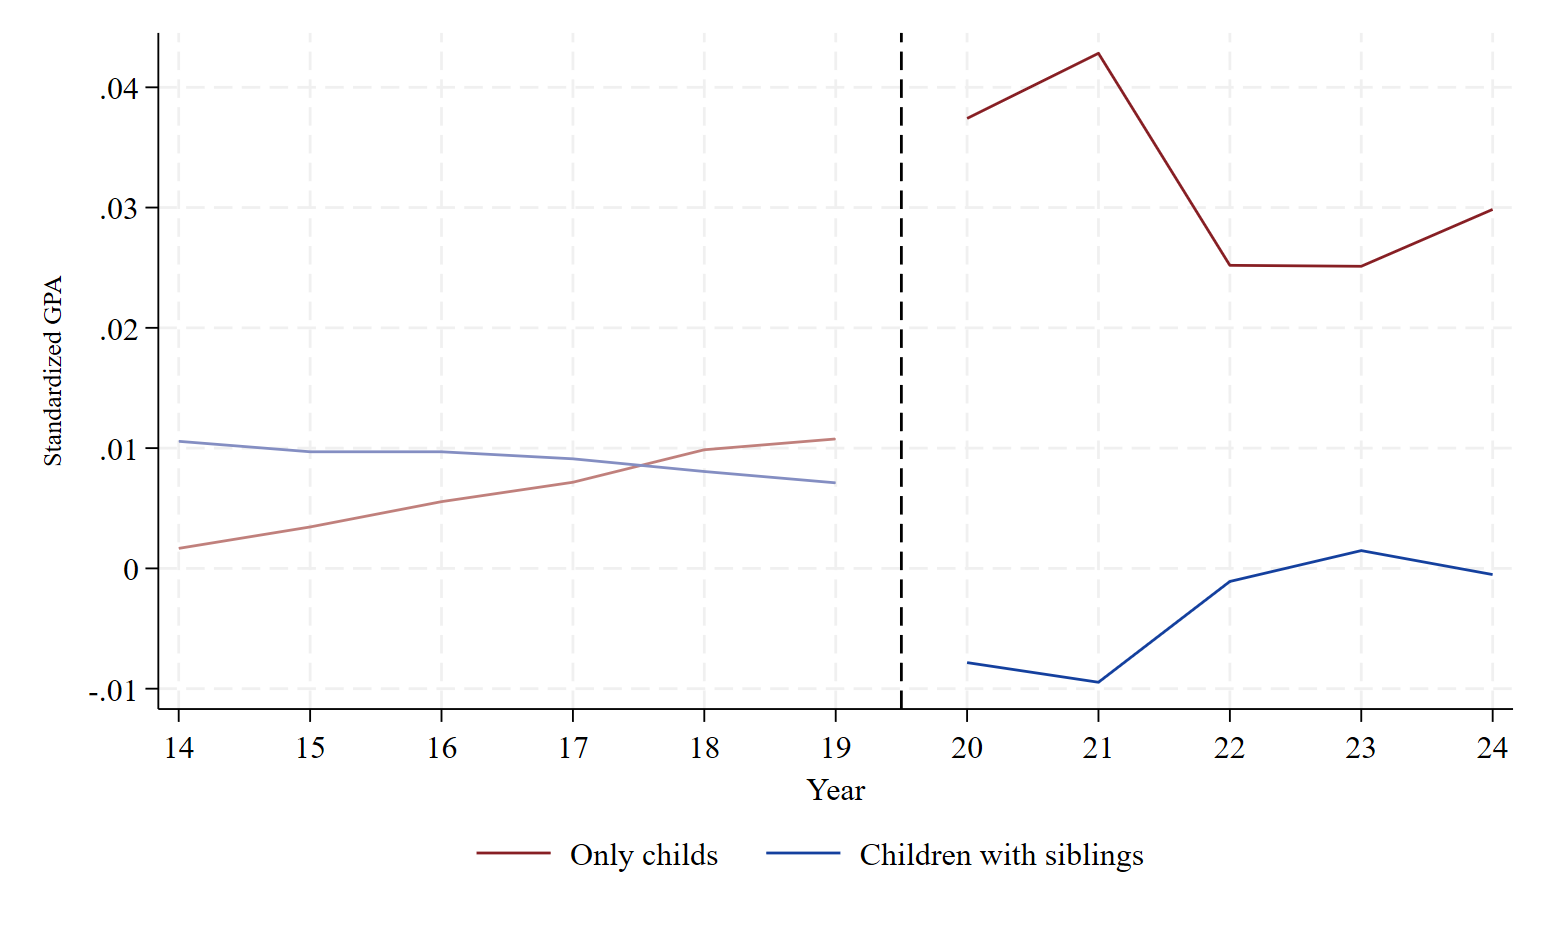 Standardized GPA
.04
.03
.02
.01
0
-.01
14 15 16 17 18 19 20 21 22 23 24
Year
Only childs Children with siblings